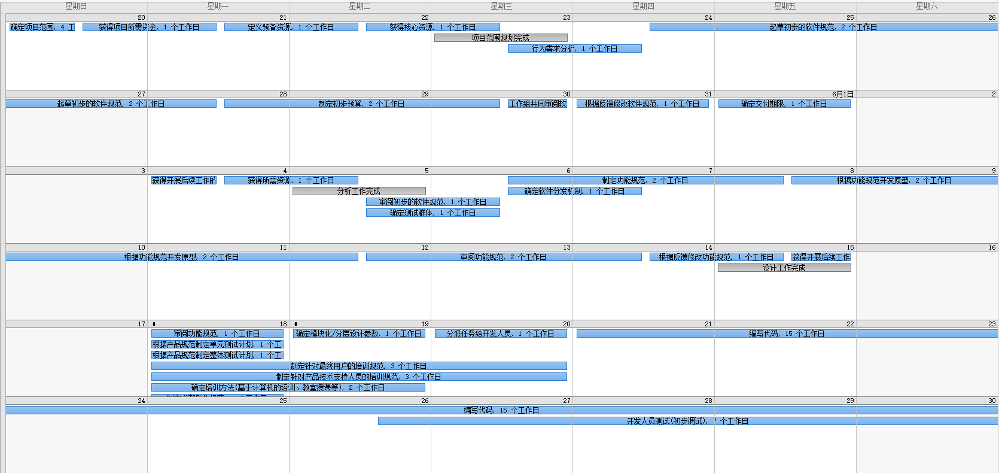 星期日 星期一 星期二 星期三 星期四 星期五 星期六
20 21 22 23 24 25 26
确定项目范围, 4 工 获得项目所需资金, 1 个工作日 定义预备资源, 1 个工作日 获得核心资源, 1 个工作日 起草初步的软件规范, 2 个工作日
项目范围规划完成
行为需求分析, 1 个工作日
27 28 29 30 31 6月1日 2
起草初步的软件规范, 2 个工作日 制定初步预算, 2 个工作日 工作组共同审阅软 根据反馈修改软件规范, 1 个工作日 确定交付期限, 1 个工作日
3 4 5 6 7 8 9
获得开展后续工作的 获得所需资源, 1 个工作日 制定功能规范, 2 个工作日 根据功能规范开发原型, 2 个工作日
分析工作完成 确定软件分发机制, 1 个工作日
审阅初步的软件规范, 1 个工作日
确定测试群体, 1 个工作日
10 11 12 13 14 15 16
根据功能规范开发原型, 2 个工作日 审阅功能规范, 2 个工作日 根据反馈修改功能规范, 1 个工作日 获得开展后续工作
设计工作完成
17 18 19 20 21 22 23
审阅功能规范, 1 个工作日 确定模块化/分层设计参数, 1 个工作日 分派任务给开发人员, 1 个工作日 编写代码, 15 个工作日
根据产品规范制定单元测试计划, 1 个工
根据产品规范制定整体测试计划, 1 个工
制定针对最终用户的培训规范, 3 个工作日
制定针对产品技术支持人员的培训规范, 3 个工作日
确定培训方法(基于计算机的培训、教室授课等), 2 个工作日
24 25 26 27 28 29 30
编写代码, 15 个工作日
开发人员测试(初步调试), 7 个工作日